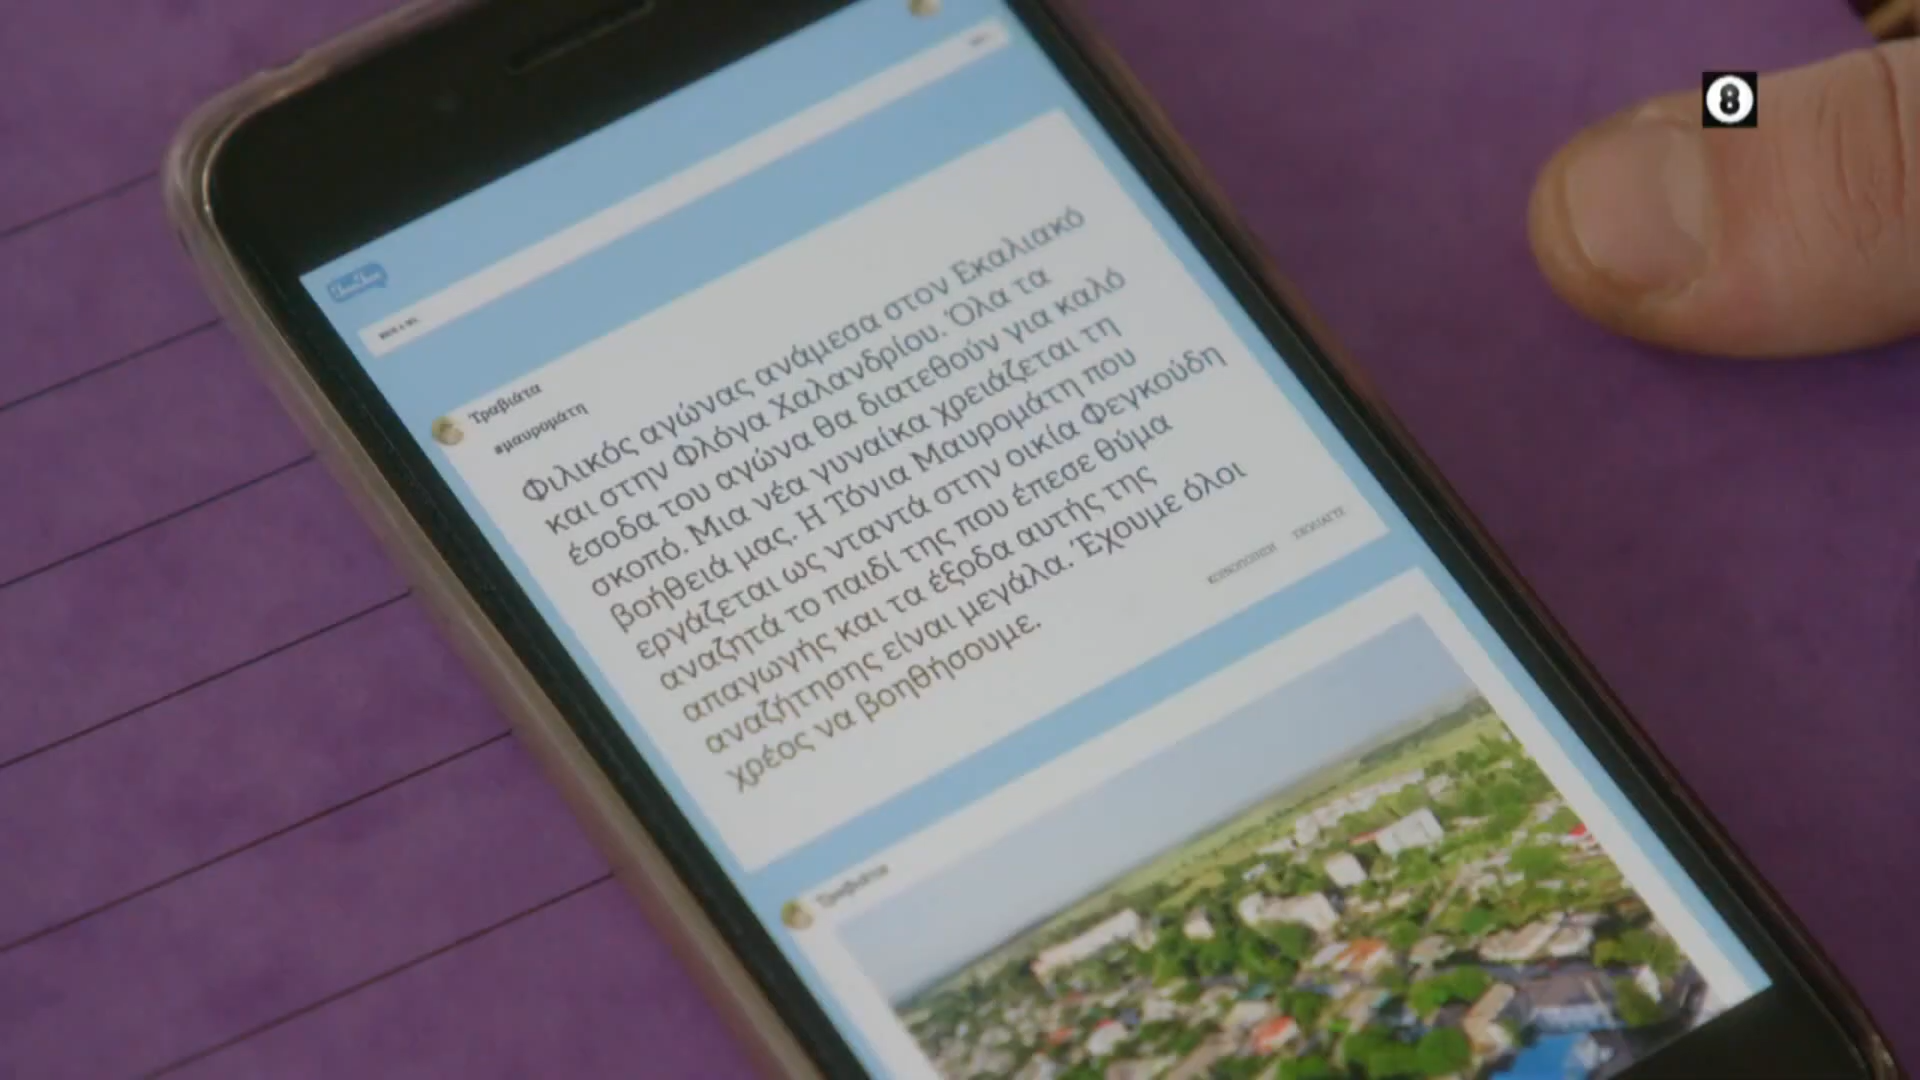 8
Τραβιάτα
#μαυρομάτη
Φιλικός αγώνας ανάμεσα στον Εκαλιακό
και στην Φλόγα Χαλανδρίου. Όλα τα
έσοδα του αγώνα θα διατεθούν για καλό
σκοπό. Μια νέα γυναίκα χρειάζεται τη
βοήθειά μας. Η Τόνια Μαυρομάτη που
εργάζεται ως νταντά στην οικία Φεγκούδη
αναζητά το παιδί της που έπεσε θύμα
απαγωγής και τα έξοδα αυτής της
αναζήτησης είναι μεγάλα. Έχουμε όλοι
χρέος να βοηθήσουμε.
ΚΟΙΝΟΠΟΙΗΣΗ ΣΧΟΛΙΑΣΤΕ
Τραβιάτα